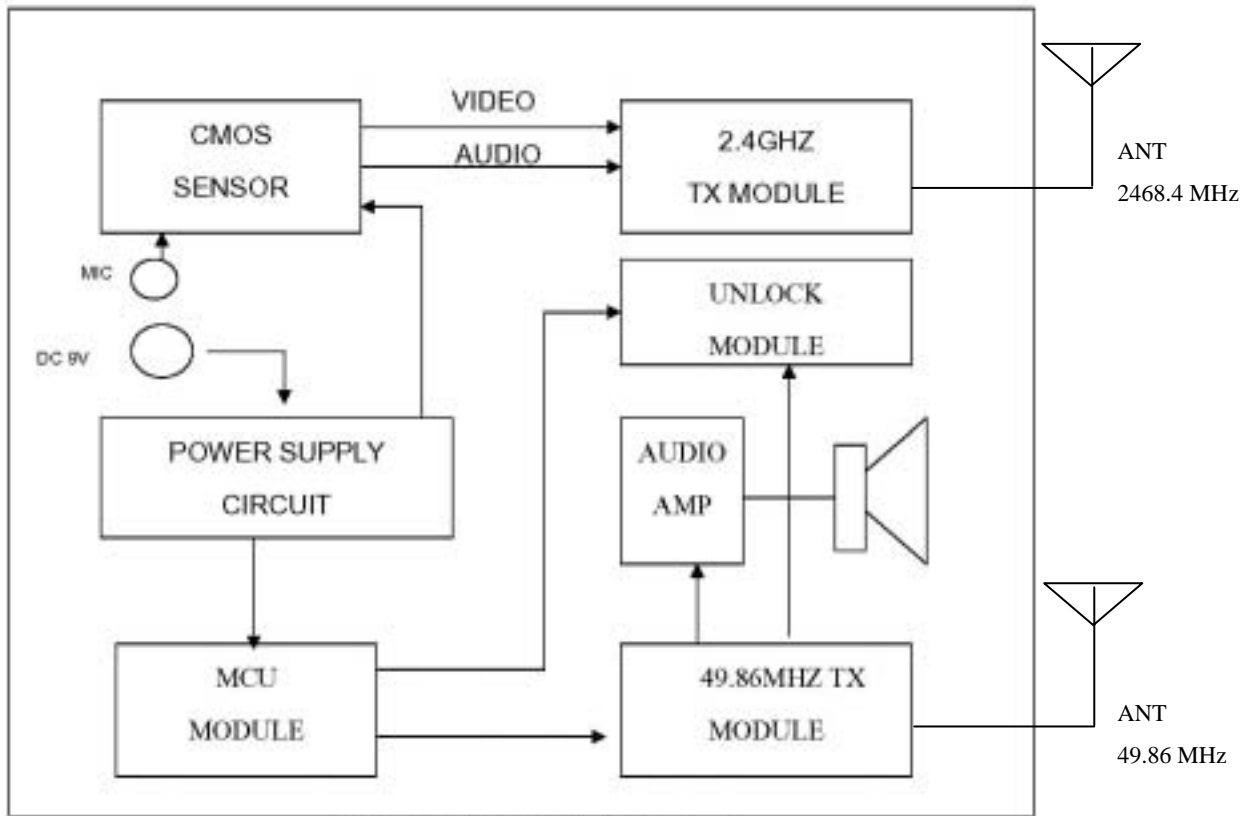 VIDEO
CMOS
SENSOR
AUDIO
2.4GHZ
TX MODULE
ANT
2468.4 MHz
MIC
UNLOCK
MODULE
DC 9V
POWER SUPPLY
CIRCUIT
AUDIO
AMP
MCU
MODULE
49.86MHZ TX
MODULE
ANT
49.86 MHz